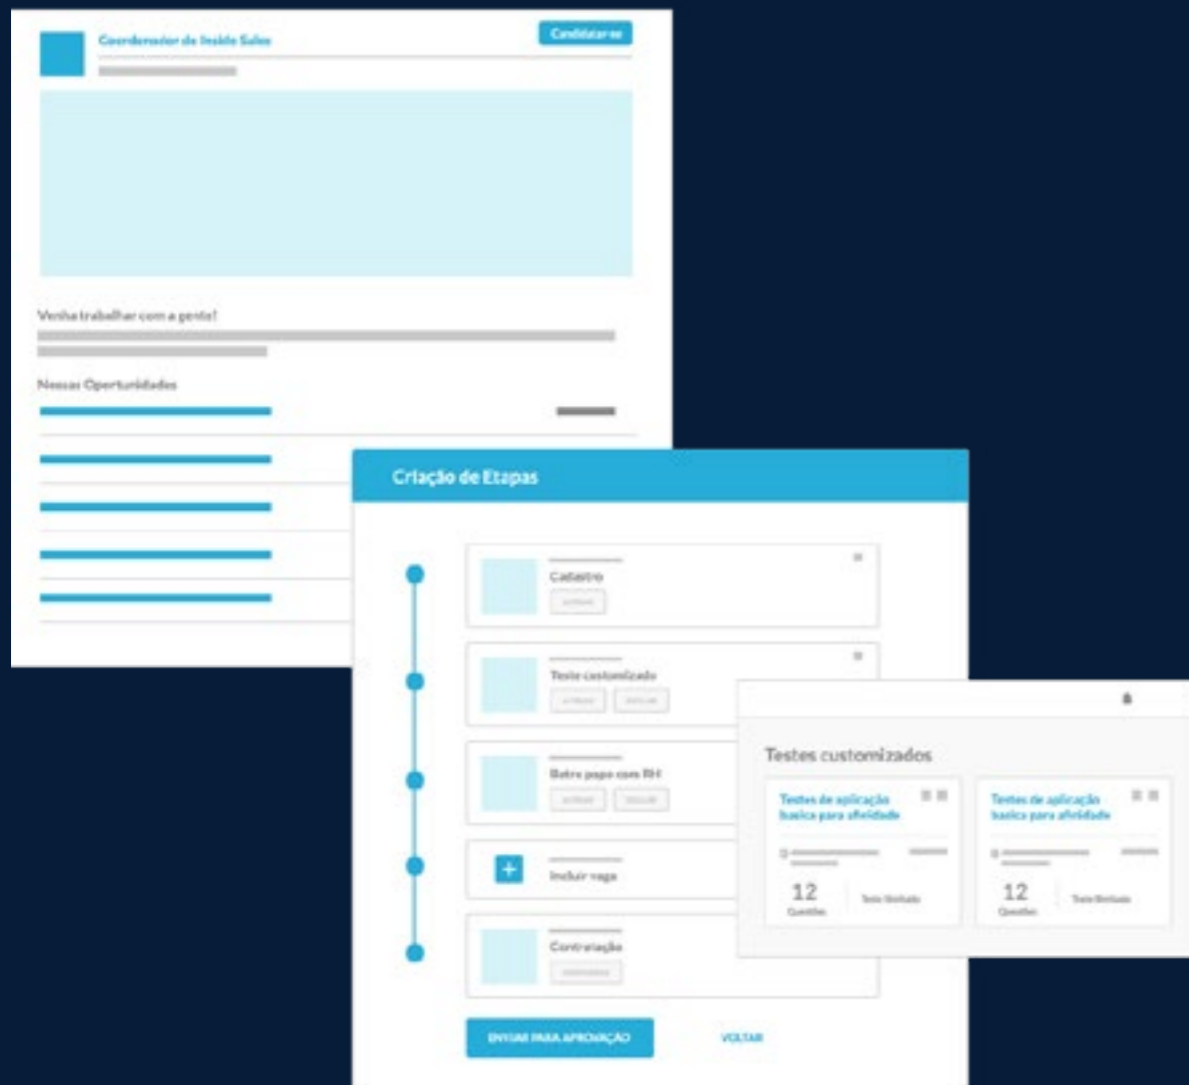 Coordenador de Inside Sales
Candidatar-se
Venha trabalhar com a gente!
Nossas Oportunidades
Criação de Etapas
Cadastro
Teste customizado
Bate papo com RH
Incluir vaga
Contratação
ENVIAR PARA APROVAÇÃO
VOLTAR
Testes customizados
Testes de aplicação
basica para afinidade
12
Questões
Teste
Testes de aplicação
basica para afinidade
12
Questões
Teste